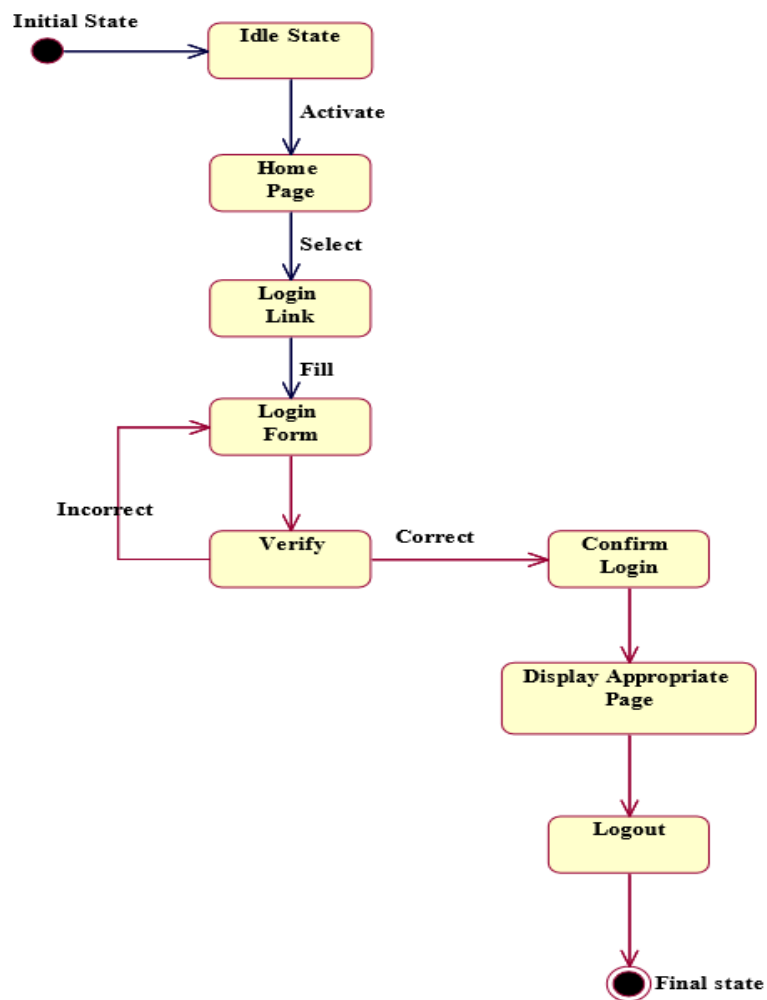 Initial State
Idle State
Activate
Home
Page
Select
Login
Link
Fill
Login
Form
Incorrect
Verify
Correct
Confirm
Login
Display Appropriate
Page
Logout
Final state